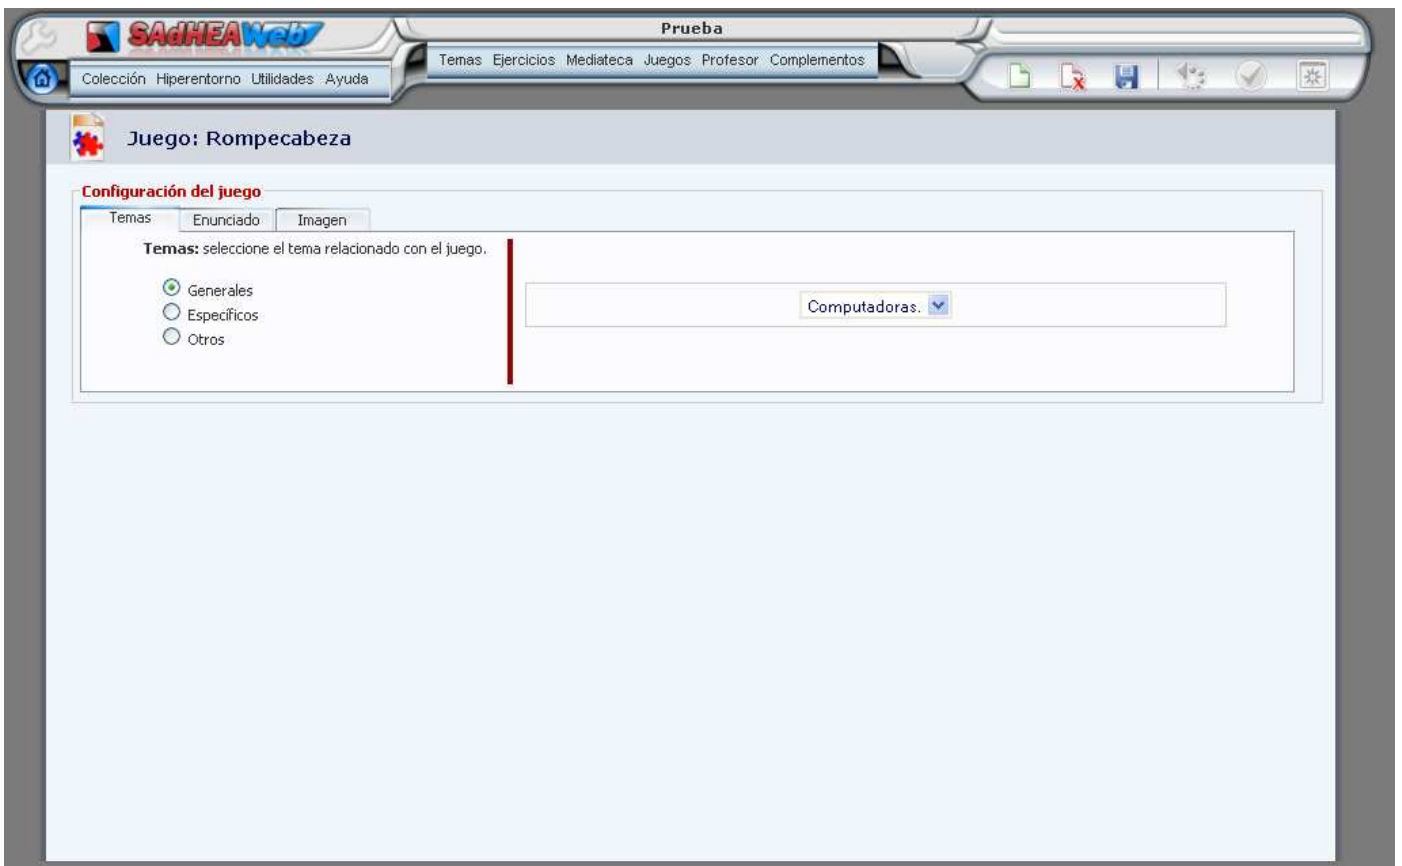 SAdHEAWeb
Prueba
Temas Ejercicios Mediateca Juegos Profesor Complementos
Colección Hiperentorno Utilidades Ayuda
Juego: Rompecabeza
Configuración del juego
Temas Enunciado Imagen
Temas: seleccione el tema relacionado con el juego.
Generales
Computadoras.
Específicos
Otros